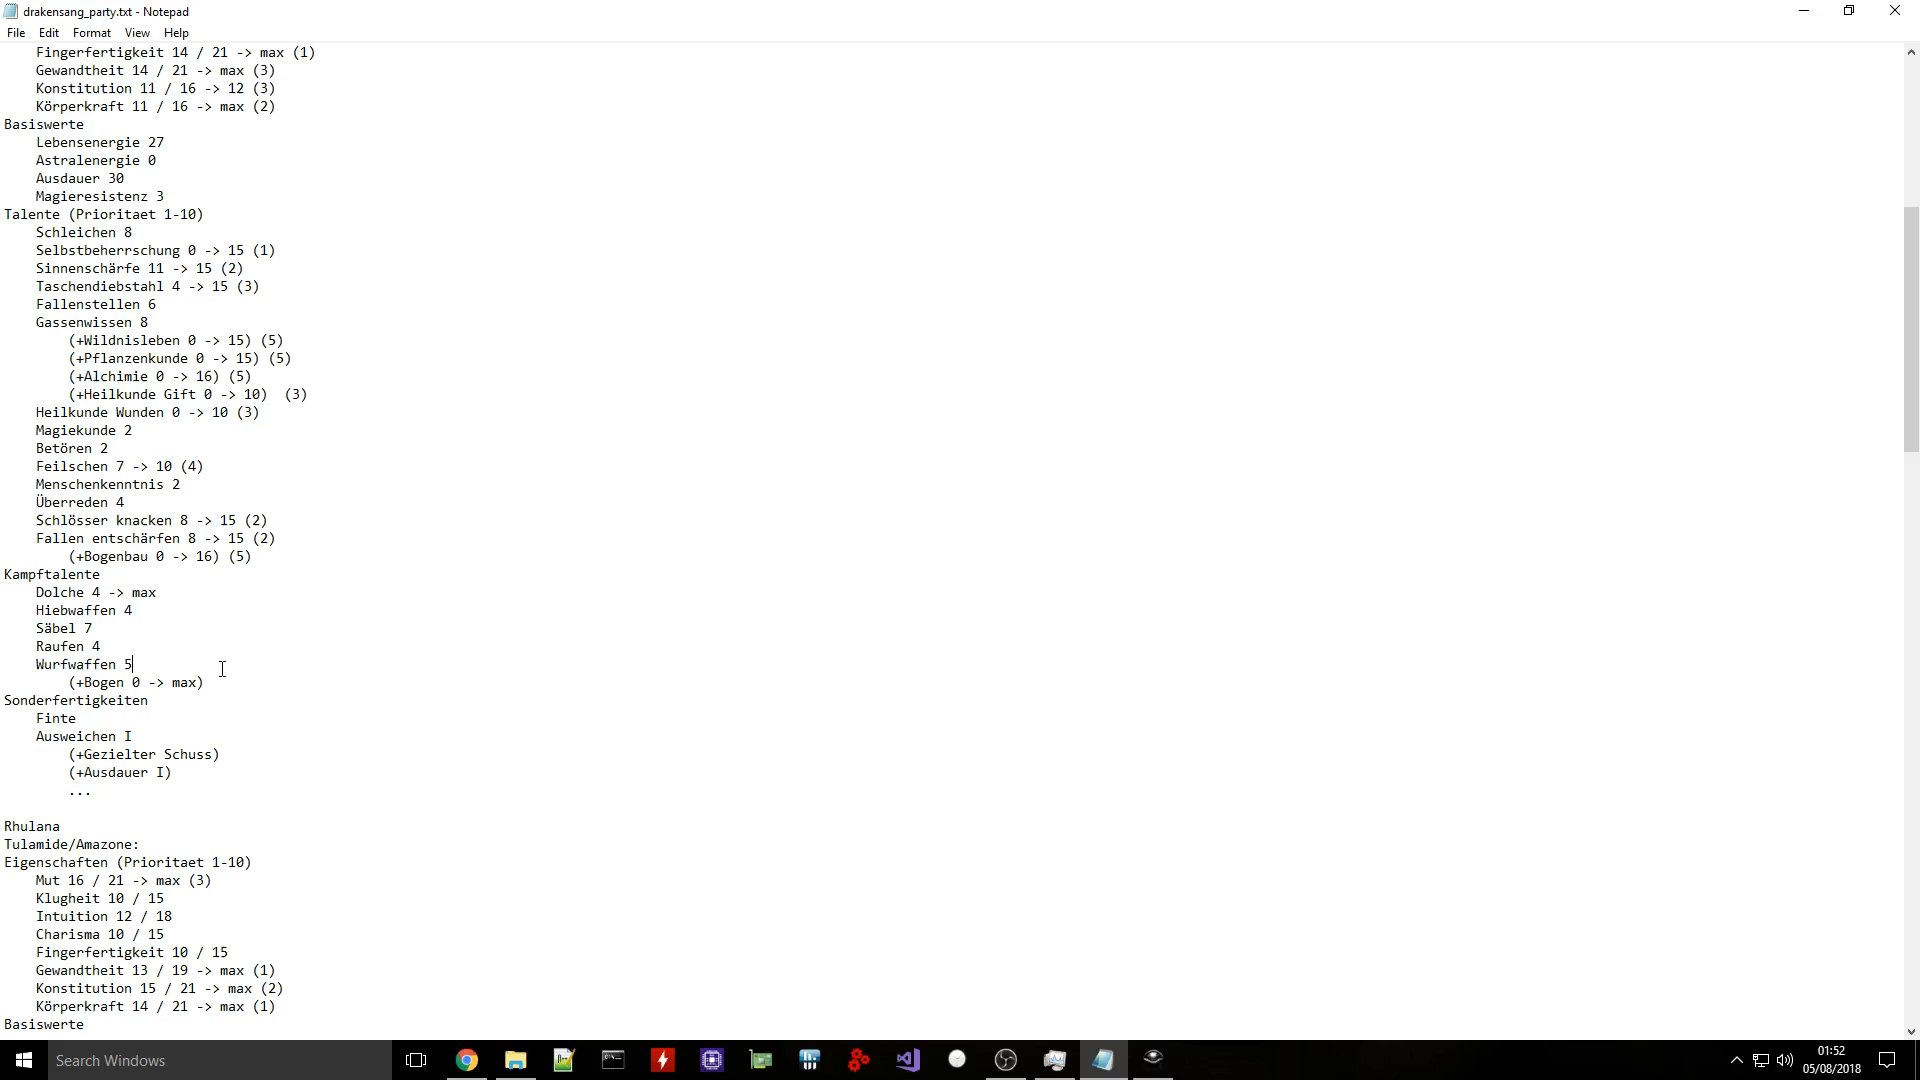 drakensang_party.txt - Notepad
File Edit Format View Help
Fingerfertigkeit 14 / 21 -> max (1)
Gewandtheit 14 / 21 -> max (3)
Konstitution 11 / 16 -> 12 (3)
Körperkraft 11 / 16 -> max (2)
Basiswerte
Lebensenergie 27
Astralenergie 0
Ausdauer 30
Magieresistenz 3
Talente (Prioritaet 1-10)
Schleichen 8
Selbstbeherrschung 0 -> 15 (1)
Sinnenschärfe 11 -> 15 (2)
Taschendiebstahl 4 -> 15 (3)
Fallenstellen 6
Gassenwissen 8
(+Wildnisleben 0 -> 15) (5)
(+Pflanzenkunde 0 -> 15) (5)
(+Alchimie 0 -> 16) (5)
(+Heilkunde Gift 0 -> 10)  (3)
Heilkunde Wunden 0 -> 10 (3)
Magiekunde 2
Betören 2
Feilschen 7 -> 10 (4)
Menschenkenntnis 2
Überreden 4
Schlösser knacken 8 -> 15 (2)
Fallen entschärfen 8 -> 15 (2)
(+Bogenbau 0 -> 16) (5)
Kampftalente
Dolche 4 -> max
Hiebwaffen 4
Säbel 7
Raufen 4
Wurfwaffen 5
(+Bogen 0 -> max)
Sonderfertigkeiten
Finte
Ausweichen I
(+Gezielter Schuss)
(+Ausdauer I)
...
Rhulana
Tulamide/Amazone:
Eigenschaften (Prioritaet 1-10)
Mut 16 / 21 -> max (3)
Klugheit 10 / 15
Intuition 12 / 18
Charisma 10 / 15
Fingerfertigkeit 10 / 15
Gewandtheit 13 / 19 -> max (1)
Konstitution 15 / 21 -> max (2)
Körperkraft 14 / 21 -> max (1)
Basiswerte
Search Windows
01:52
05/08/2018